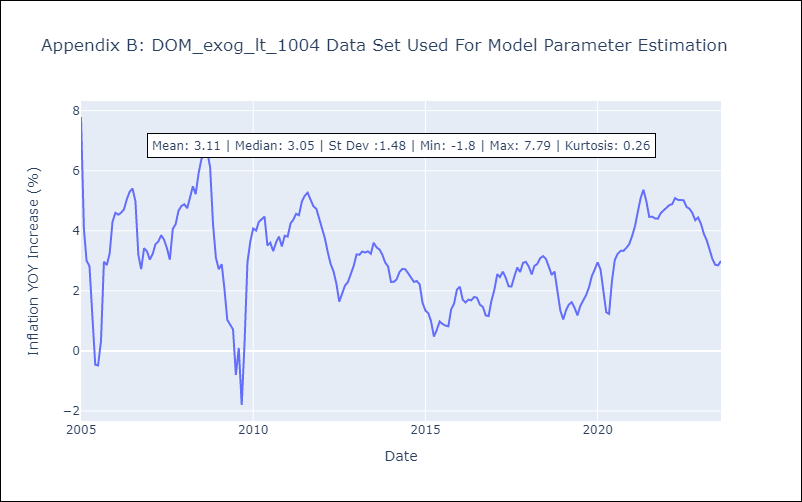 Appendix B: DOM_exog_lt_1004 Data Set Used For Model Parameter Estimation
8
Mean: 3.11 | Median: 3.05 | St Dev :1.48 | Min: -1.8 | Max: 7.79 | Kurtosis: 0.26
6
4
2
0
−2
Inflation YOY Increase (%)
2005
2010
2015
2020
Date